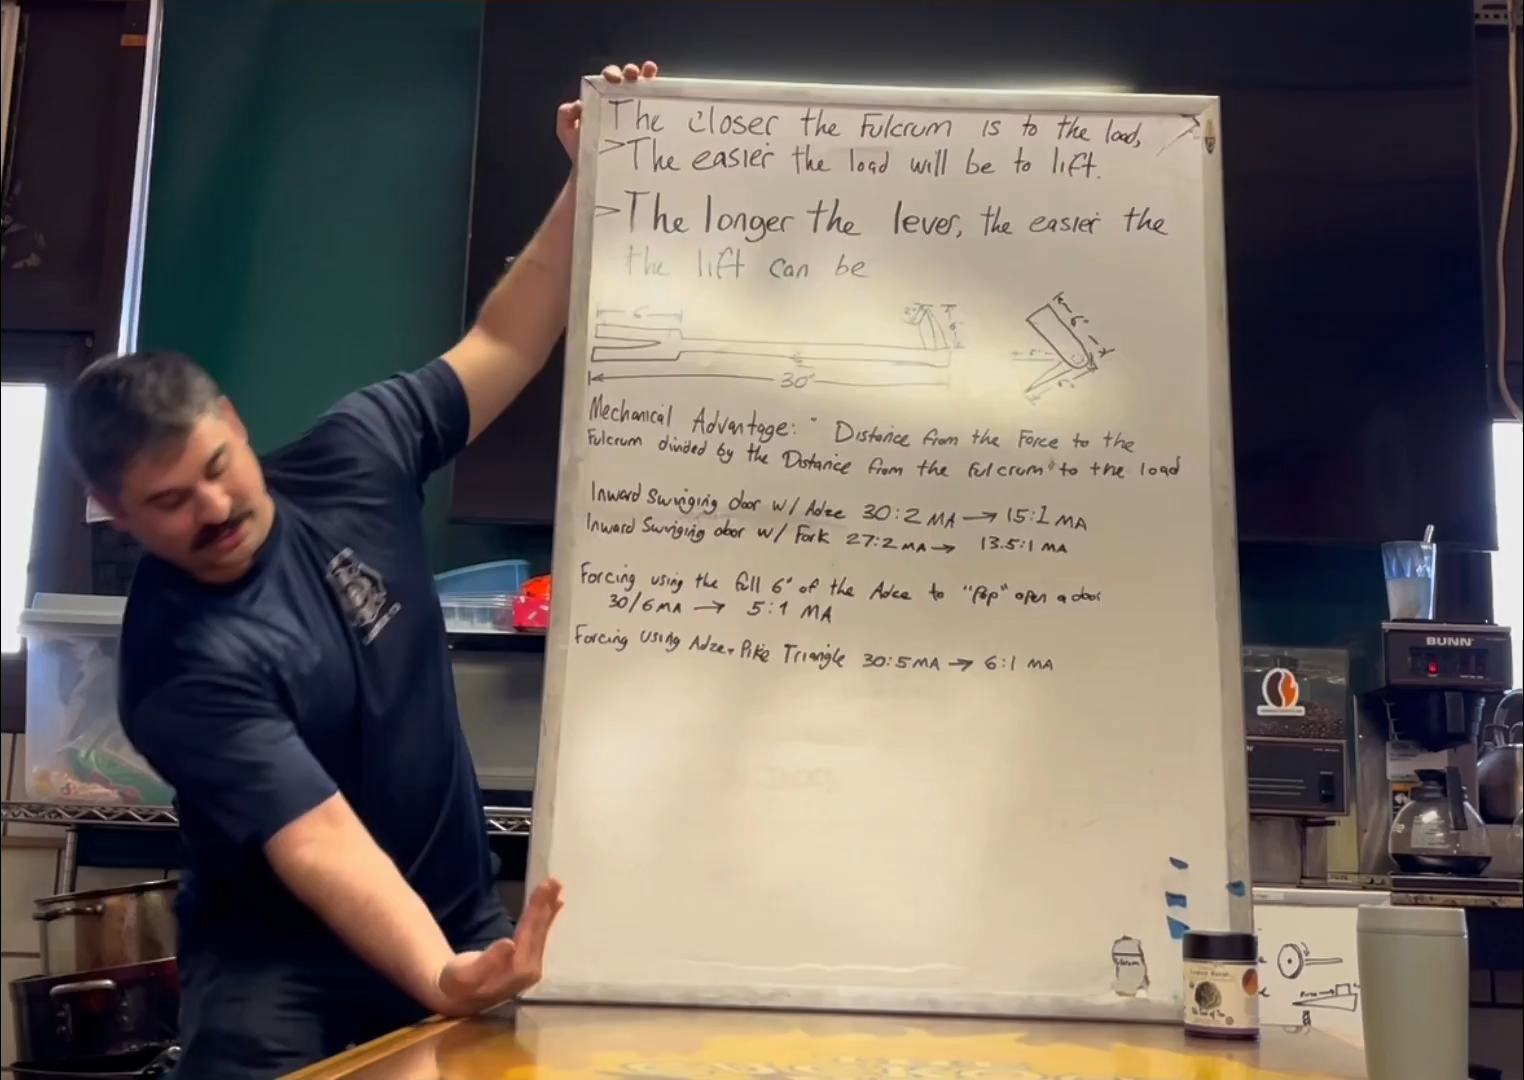 The closer the Fulcrum is to the load,
> The easier the load will be to lift.
> The longer the lever, the easier the
the lift can be
6
30"
6"
6"
Mechanical Advantage: " Distance from the Force to the
Fulcrum divided by the Distance from the fulcrum" to the load
Inward Swinging door w/ Adze 30:2 MA → 15:1 MA
Inward Swinging door w/ Fork 27:2 MA → 13.5:1 MA
Forcing using the full 6" of the Adze to "pop" open a door
30/6 MA → 5:1 MA
Forcing using Adze + Pike Triangle 30:5 MA → 6:1 MA
BUNN